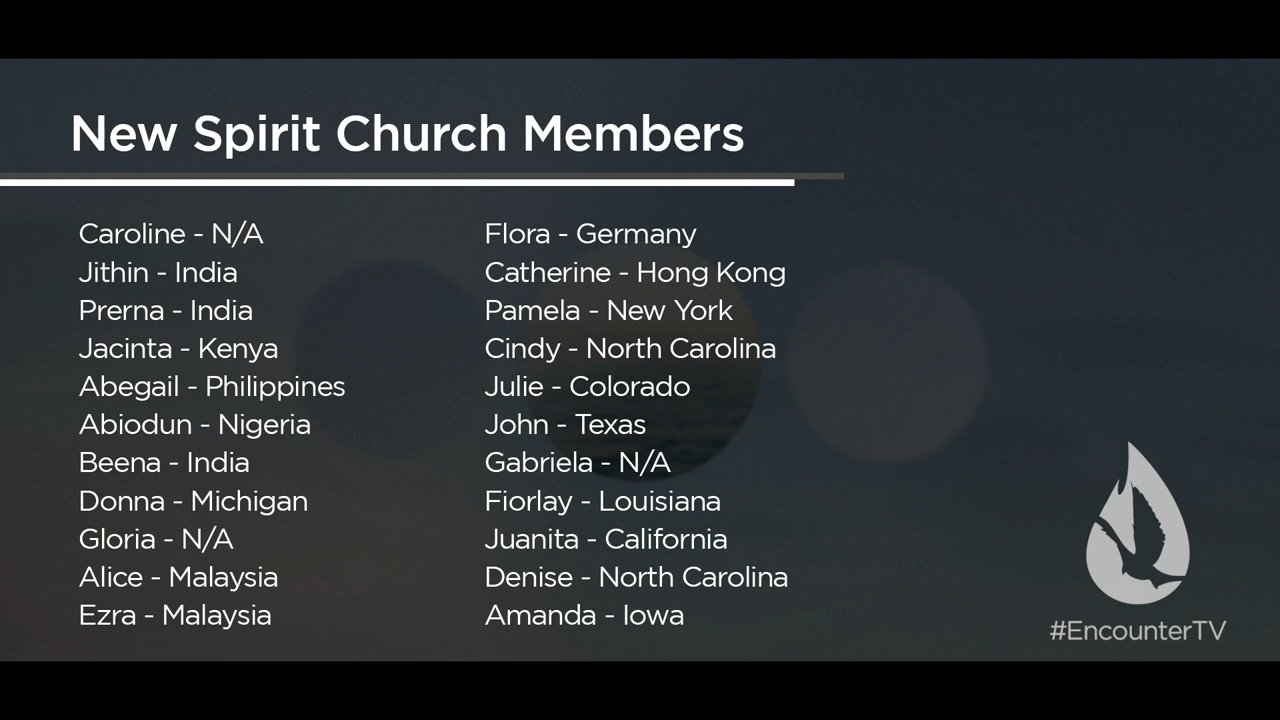 New Spirit Church Members
Caroline - N/A
Jithin - India
Prerna - India
Jacinta - Kenya
Abegail - Philippines
Abiodun - Nigeria
Beena - India
Donna - Michigan
Gloria - N/A
Alice - Malaysia
Ezra - Malaysia
Flora - Germany
Catherine - Hong Kong
Pamela - New York
Cindy - North Carolina
Julie - Colorado
John - Texas
Gabriela - N/A
Fiorlay - Louisiana
Juanita - California
Denise - North Carolina
Amanda - Iowa
#EncounterTV